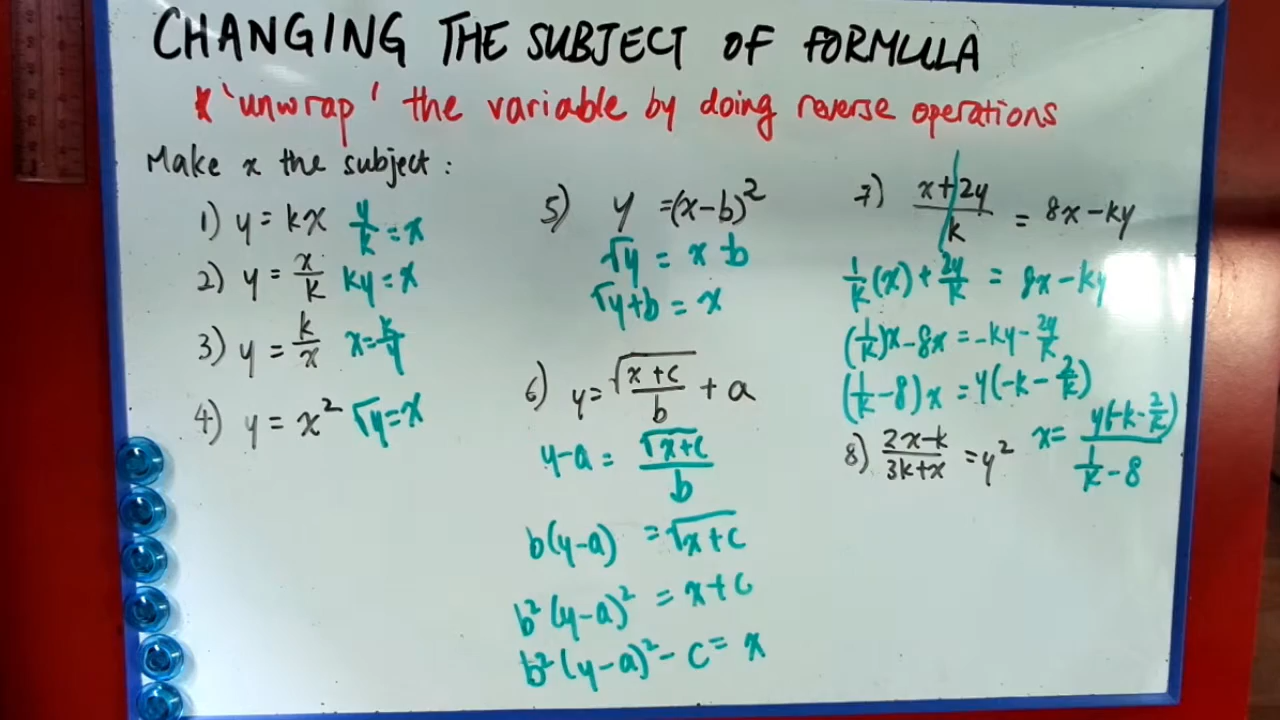 CHANGING THE SUBJECT OF FORMULA
* 'unwrap' the variable by doing reverse operations
Make x the subject :
1) y = kx y/k = x
2) y = x/k ky = x
3) y = k/x x = k/y
4) y = x² √y = x
5) y = (x-b)²
√y = x b
√y + b = x
6) y = √(x+c)/b + a
y-a = √(x+c)/b
b(y-a) = √(x+c)
b²(y-a)² = x+c
b²(y-a)² - c = x
7) (x+2y)/k = 8x - ky
1/k (x) + 2y/k = 8x - ky
(1/k)x - 8x = -ky - 2y/k
(1/k - 8)x = y(-k - 2/k)
x = y(-k - 2/k)/(1/k - 8)
8) (2x-k)/(3k+x) = y²